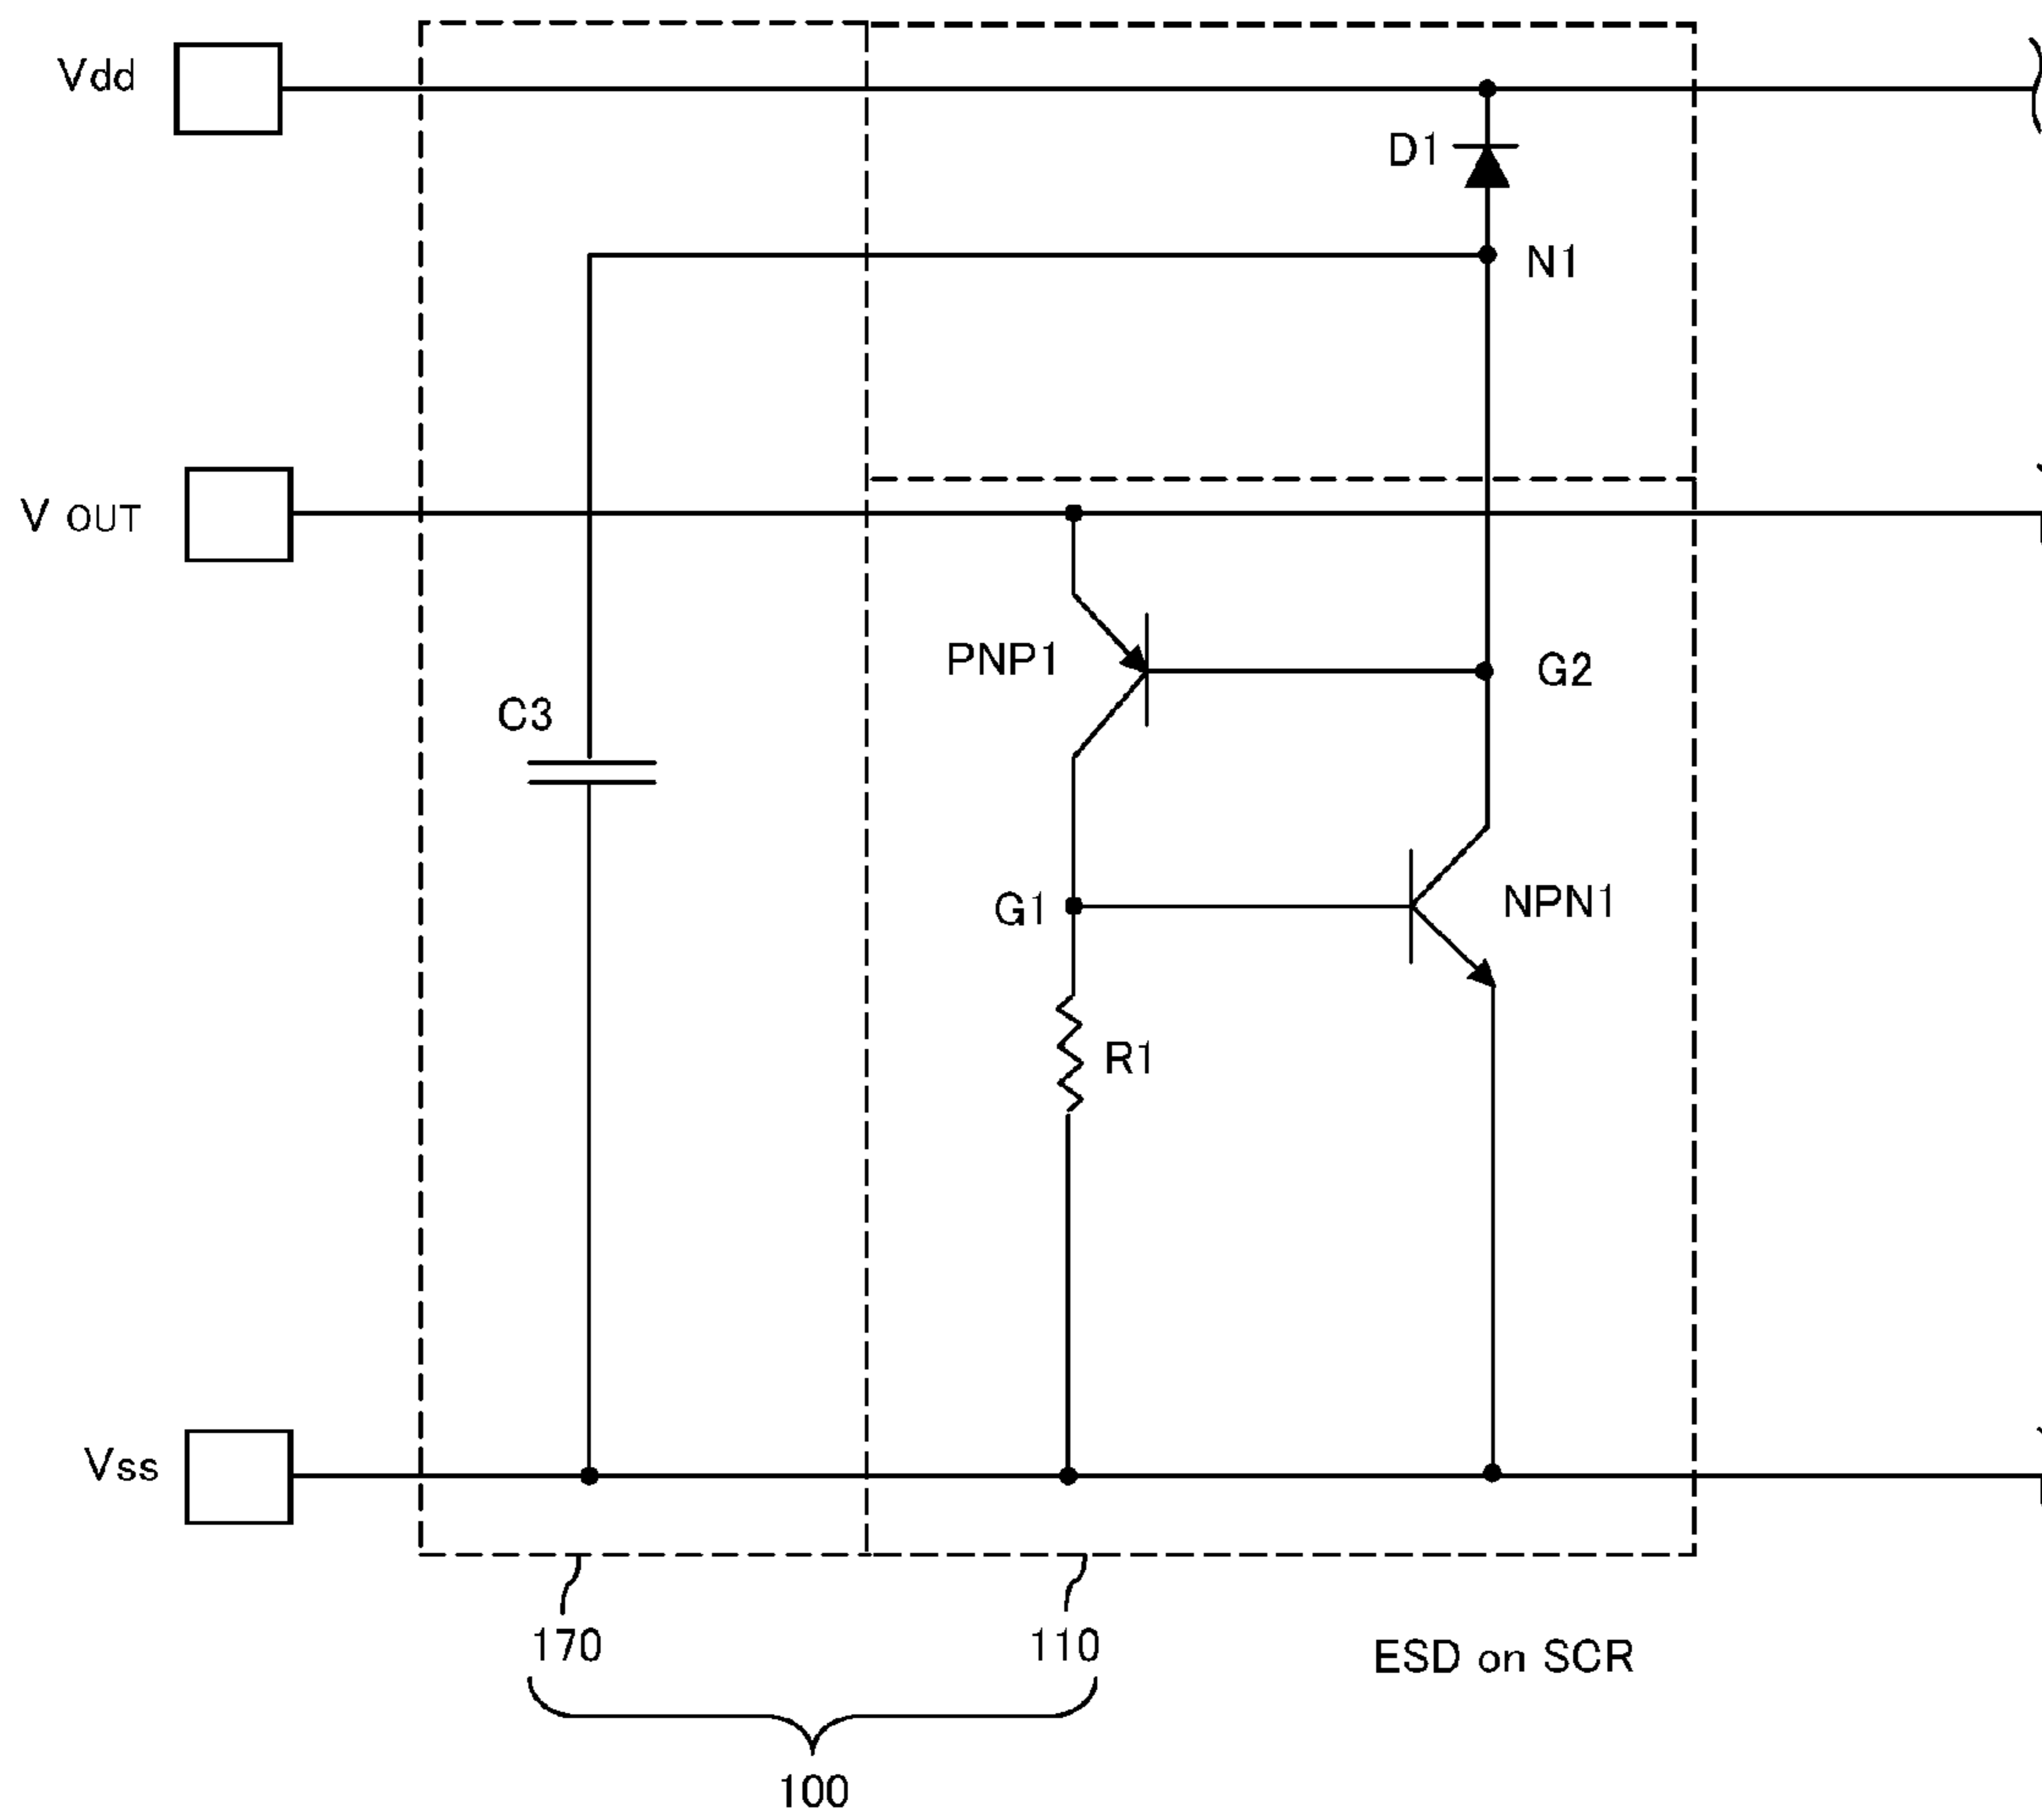 Vdd
D1
N1
V OUT
PNP1
G2
C3
G1
NPN1
R1
Vss
170
110
ESD on SCR
100